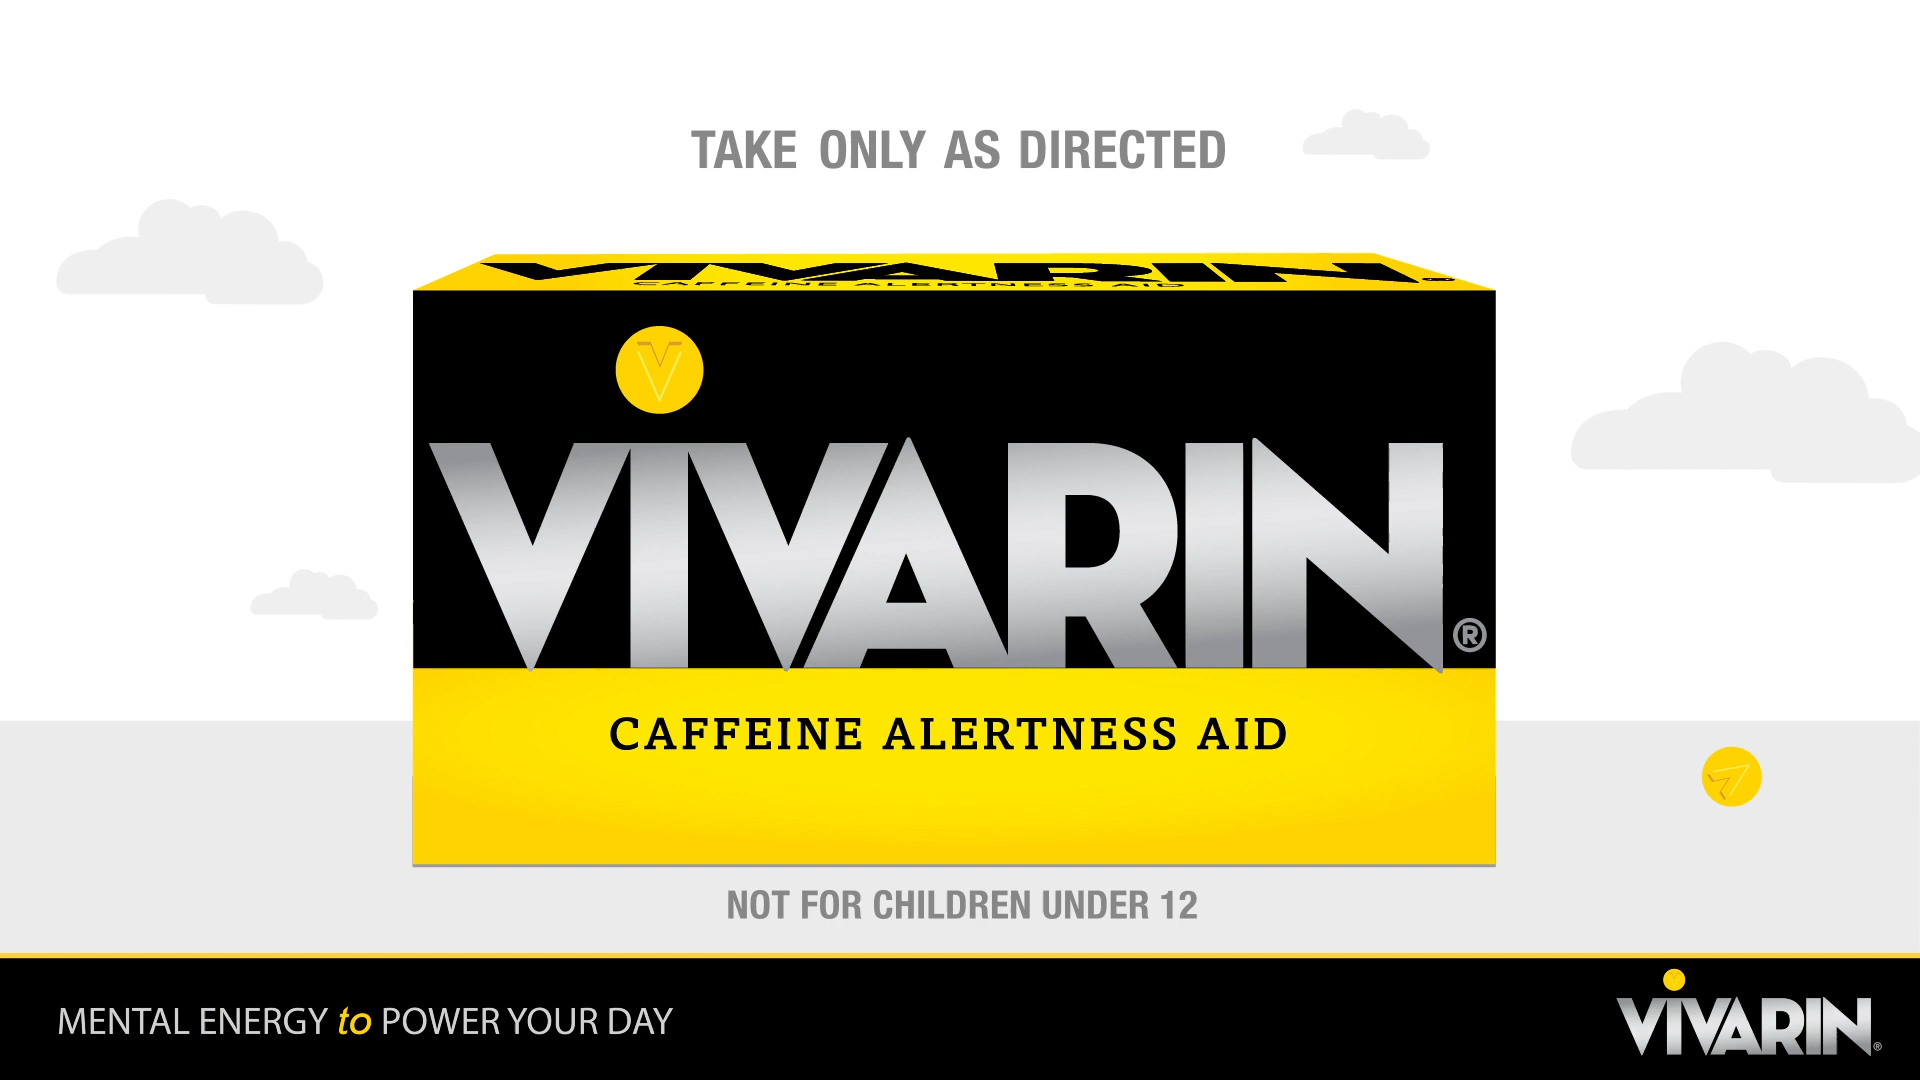 TAKE ONLY AS DIRECTED
VIVARIN®
CAFFEINE ALERTNESS AID
V
VIVARIN®
CAFFEINE ALERTNESS AID
V
NOT FOR CHILDREN UNDER 12
MENTAL ENERGY to POWER YOUR DAY
VIVARIN®